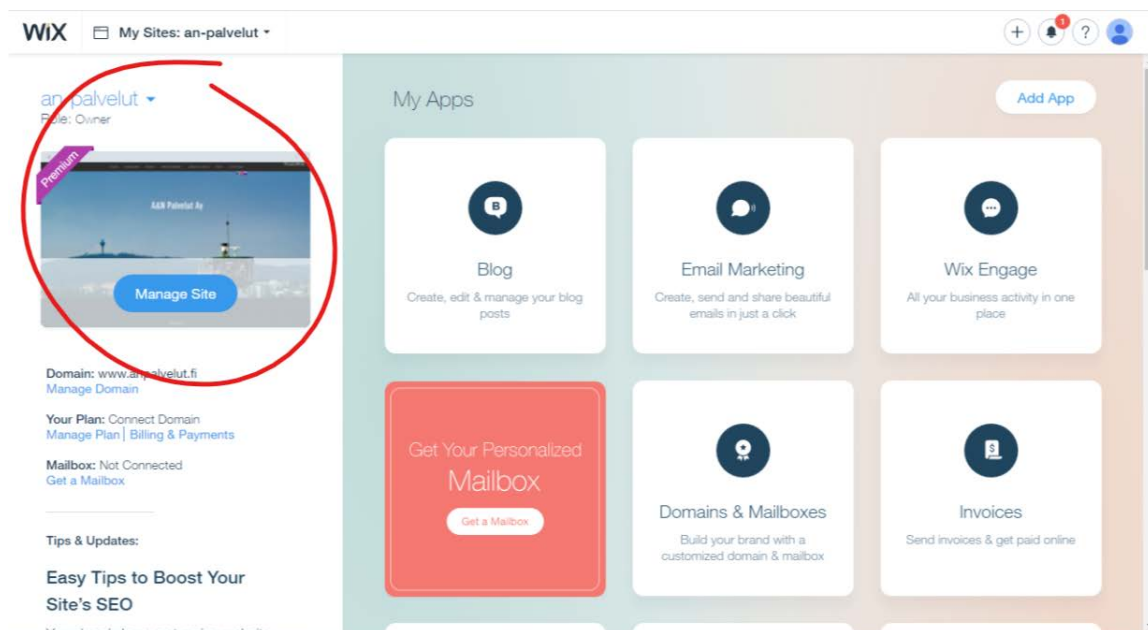 WiX
My Sites: an-palvelut
1
?
an-palvelut
Role: Owner
Premium
A&N Palvelut Ay
Manage Site
Domain: www.anpalvelut.fi
Manage Domain
Your Plan: Connect Domain
Manage Plan | Billing & Payments
Mailbox: Not Connected
Get a Mailbox
Tips & Updates:
Easy Tips to Boost Your
Site's SEO
My Apps
Add App
Blog
Create, edit & manage your blog
posts
Email Marketing
Create, send and share beautiful
emails in just a click
Wix Engage
All your business activity in one
place
Get Your Personalized
Mailbox
Get a Mailbox
Domains & Mailboxes
Build your brand with a
customized domain & mailbox
Invoices
Send invoices & get paid online